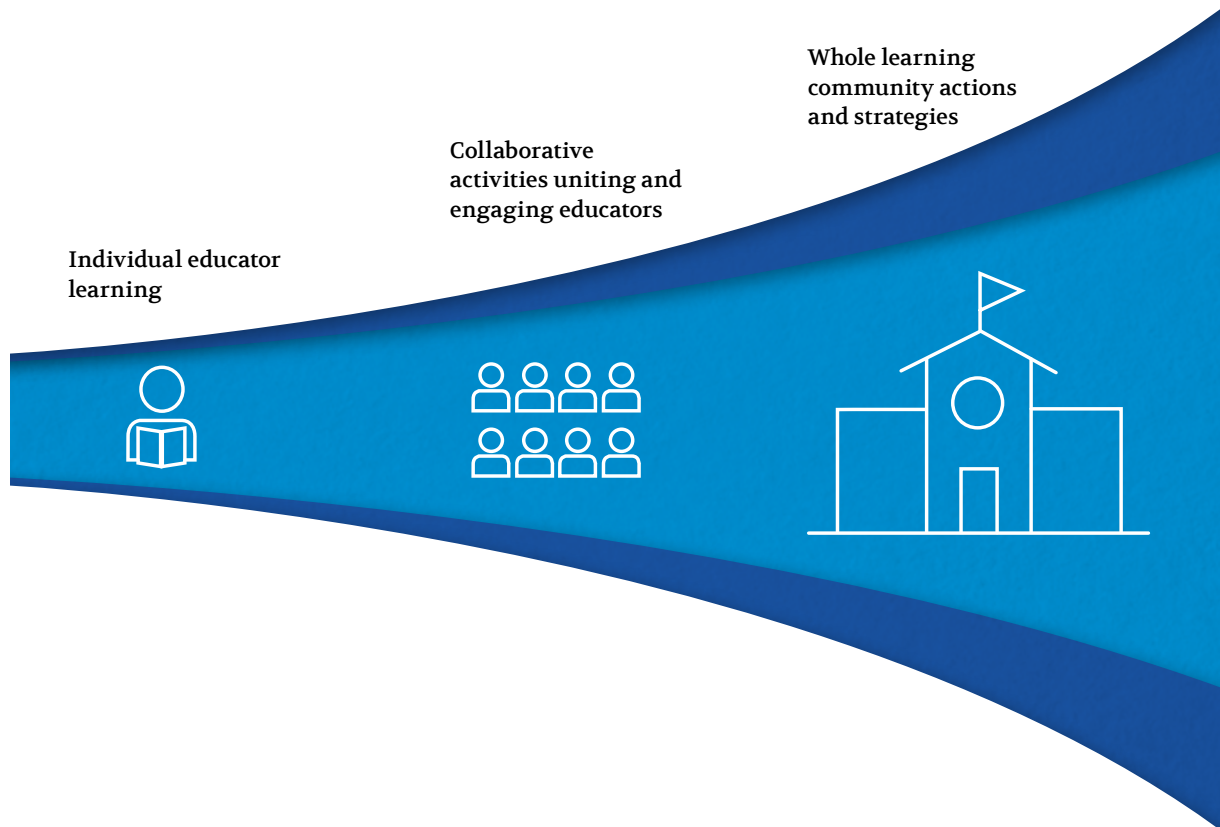 Individual educator
learning
Collaborative
activities uniting and
engaging educators
Whole learning
community actions
and strategies